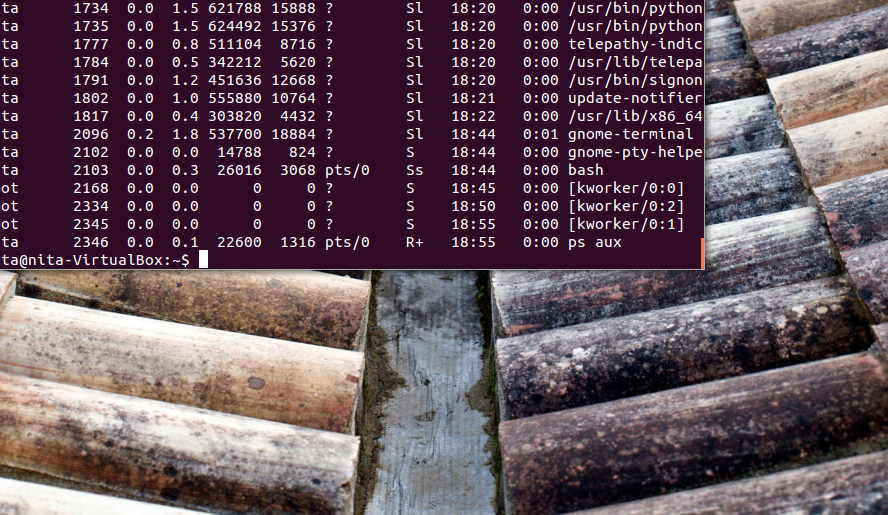 ta 1734 0.0 1.5 621788 15888 ? Sl 18:20 0:00 /usr/bin/python
ta 1735 0.0 1.5 624492 15376 ? Sl 18:20 0:00 /usr/bin/python
ta 1777 0.0 0.8 511104 8716 ? Sl 18:20 0:00 telepathy-indic
ta 1784 0.0 0.5 342212 5620 ? Sl 18:20 0:00 /usr/lib/telepa
ta 1791 0.0 1.2 451636 12668 ? Sl 18:20 0:00 /usr/bin/signon
ta 1802 0.0 1.0 555880 10764 ? Sl 18:21 0:00 update-notifier
ta 1817 0.0 0.4 303820 4432 ? Sl 18:22 0:00 /usr/lib/x86_64
ta 2096 0.2 1.8 537700 18884 ? Sl 18:44 0:01 gnome-terminal
ta 2102 0.0 0.0 14788 824 ? S 18:44 0:00 gnome-pty-helpe
ta 2103 0.0 0.3 26016 3068 pts/0 Ss 18:44 0:00 bash
ot 2168 0.0 0.0 0 0 ? S 18:45 0:00 [kworker/0:0]
ot 2334 0.0 0.0 0 0 ? S 18:50 0:00 [kworker/0:2]
ot 2345 0.0 0.0 0 0 ? S 18:55 0:00 [kworker/0:1]
ta 2346 0.0 0.1 22600 1316 pts/0 R+ 18:55 0:00 ps aux
ta@nita-VirtualBox:~$